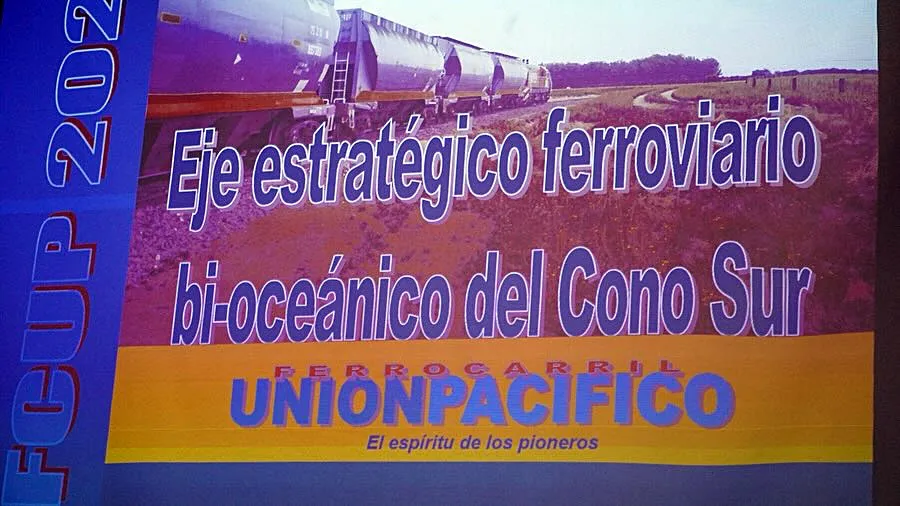 FCUP 202
Eje estratégico ferroviario
bi-oceánico del Cono Sur
FERROCARRIL
UNIONPACIFICO
El espíritu de los pioneros